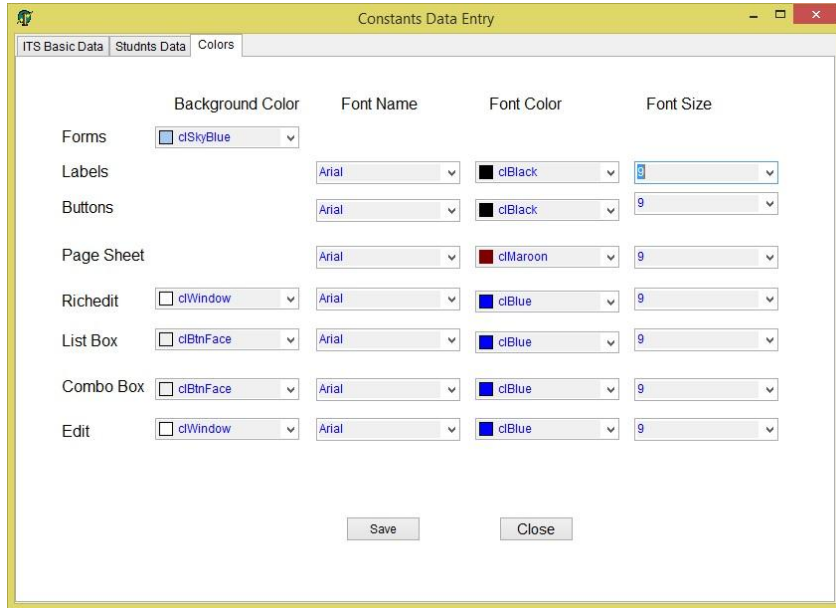 Constants Data Entry
ITS Basic Data Studnts Data Colors
Background Color Font Name Font Color Font Size
Forms clSkyBlue
Labels Arial clBlack 9
Buttons Arial clBlack 9
Page Sheet Arial clMaroon 9
Richedit clWindow Arial clBlue 9
List Box clBtnFace Arial clBlue 9
Combo Box clBtnFace Arial clBlue 9
Edit clWindow Arial clBlue 9
Save Close